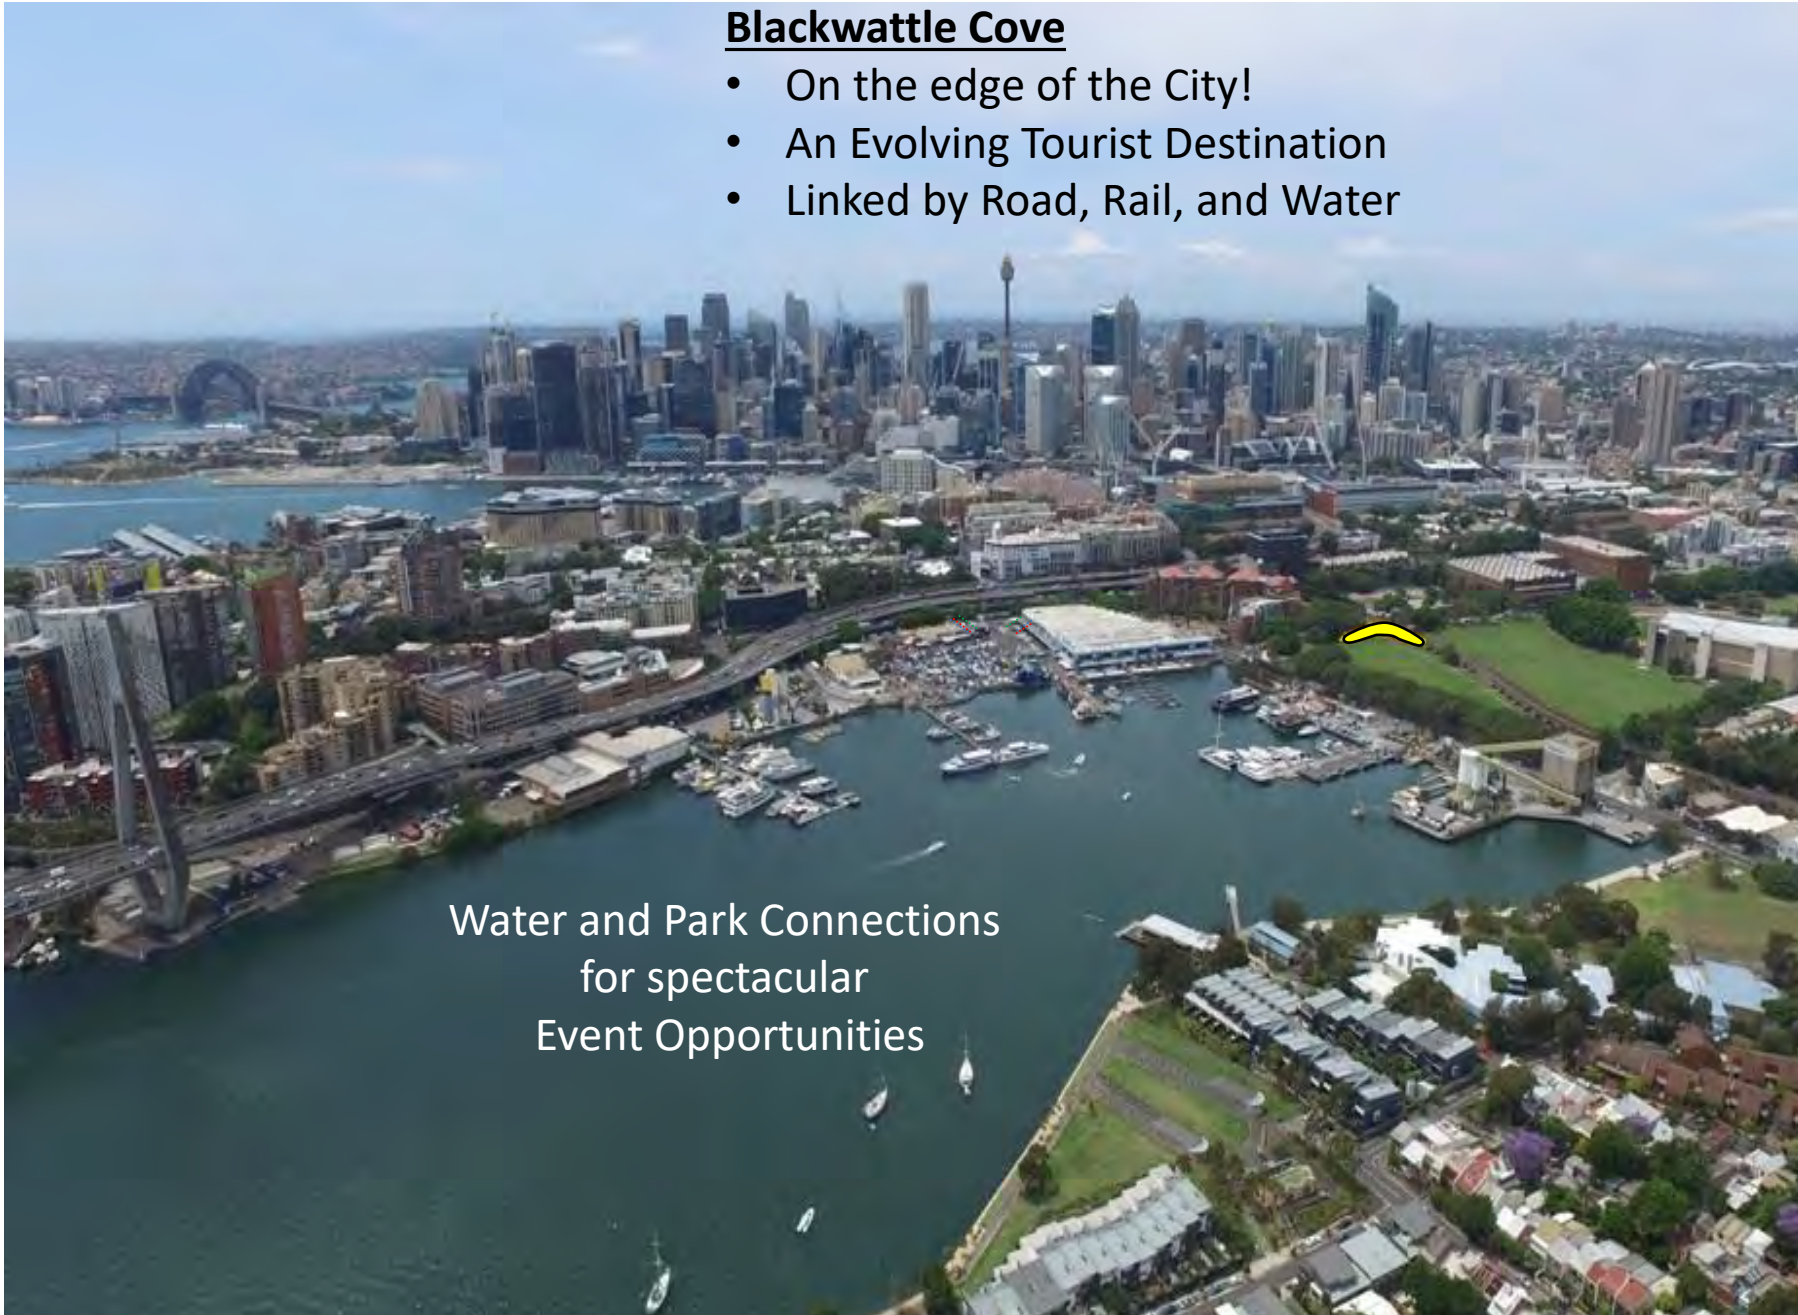 Blackwattle Cove
• On the edge of the City!
• An Evolving Tourist Destination
• Linked by Road, Rail, and Water
Water and Park Connections
for spectacular
Event Opportunities